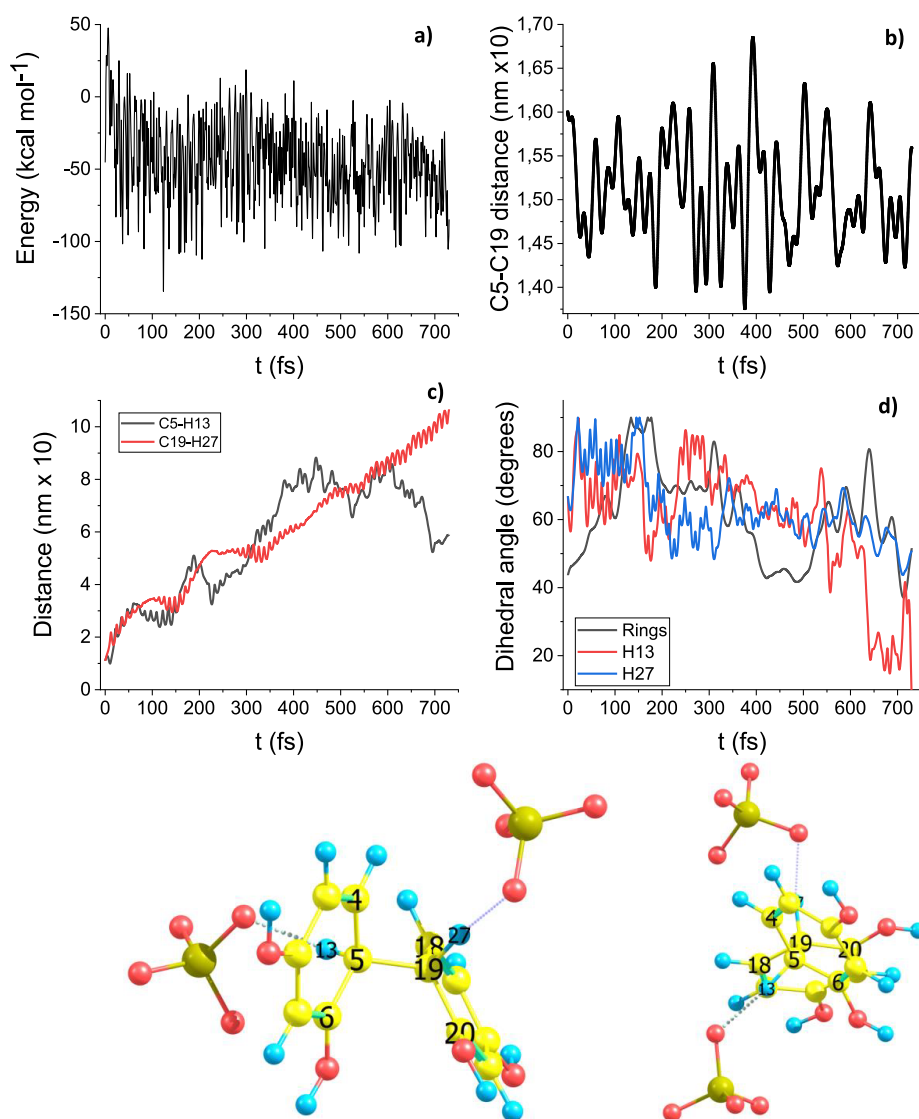 a)
50
0
-50
-100
-150
Energy (kcal mol-1)
0 100 200 300 400 500 600 700
t (fs)
b)
1,70
1,65
1,60
1,55
1,50
1,45
1,40
C5-C19 distance (nm x10)
0 100 200 300 400 500 600 700
t (fs)
c)
C5-H13
C19-H27
10
8
6
4
2
0
Distance (nm x 10)
0 100 200 300 400 500 600 700
t (fs)
d)
80
60
40
20
Dihedral angle (degrees)
Rings
H13
H27
0 100 200 300 400 500 600 700
t (fs)
4
13
5
6
18
27
19
20
4
7
19
20
18
5
6
13